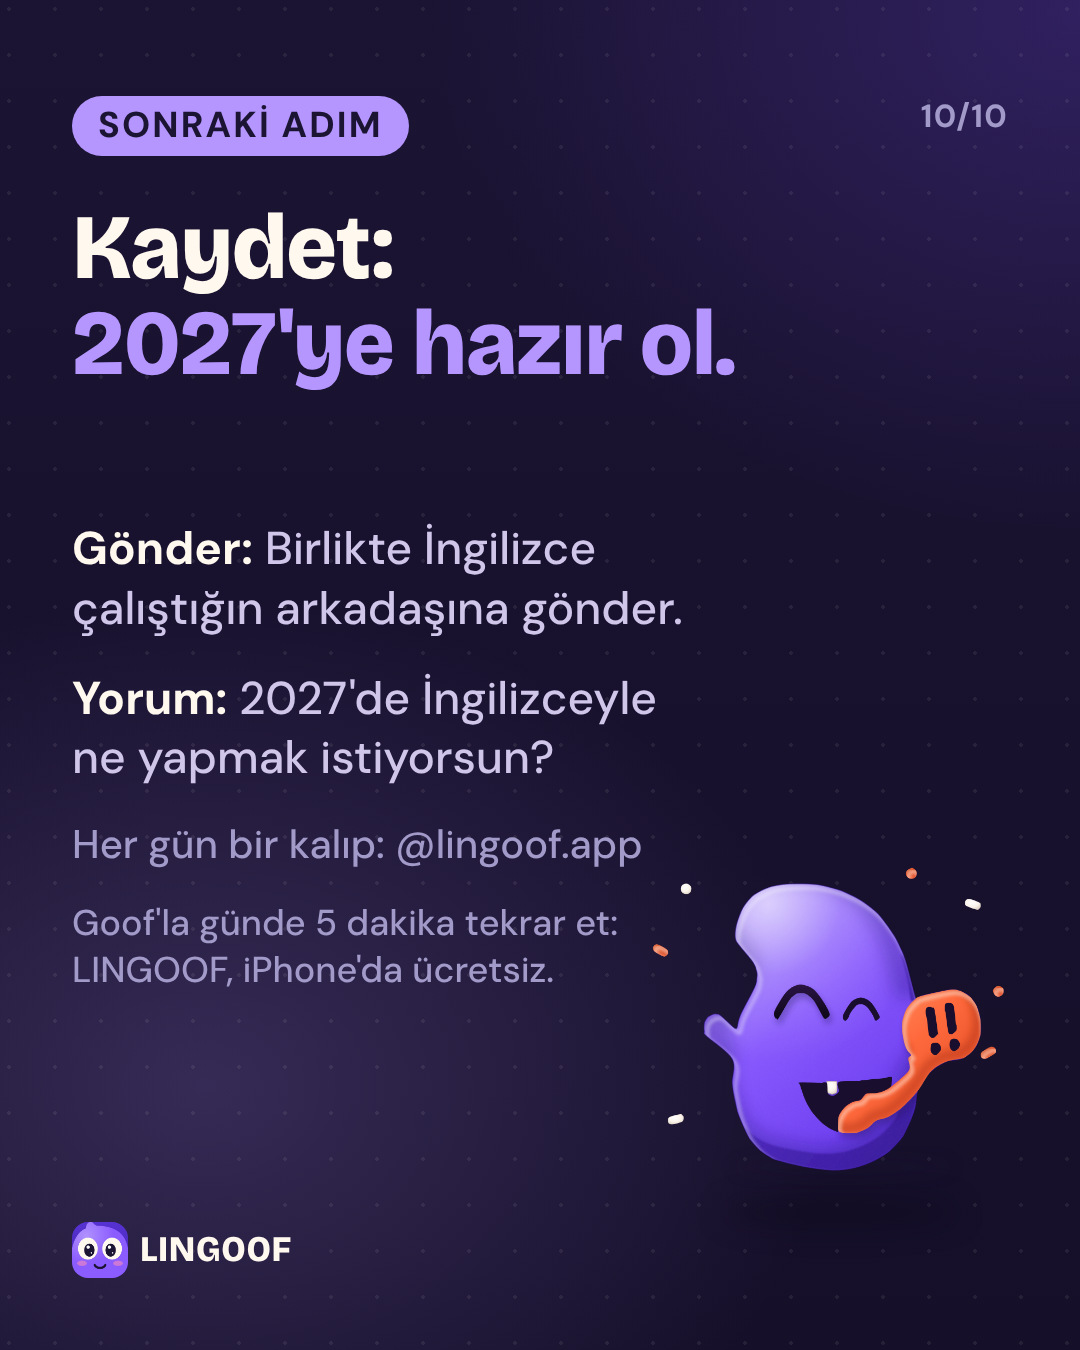 SONRAKİ ADIM
10/10
Kaydet:
2027'ye hazır ol.
Gönder: Birlikte İngilizce
çalıştığın arkadaşına gönder.
Yorum: 2027'de İngilizceyle
ne yapmak istiyorsun?
Her gün bir kalıp: @lingoof.app
Goof'la günde 5 dakika tekrar et:
LINGOOF, iPhone'da ücretsiz.
!!
LINGOOF